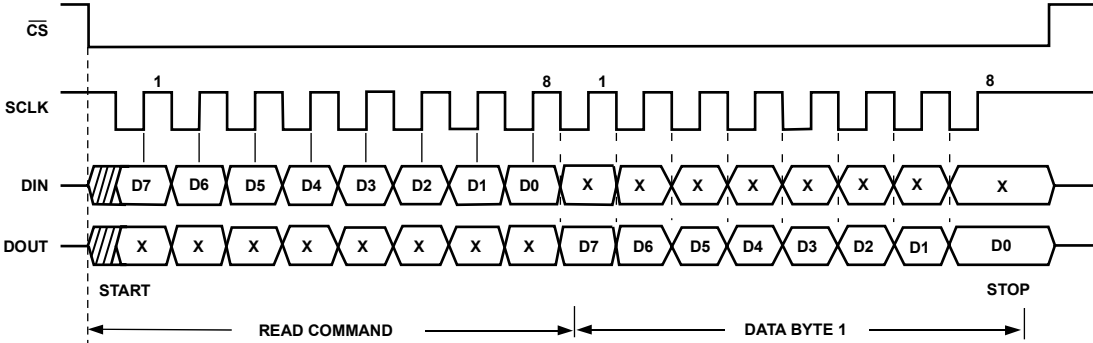 CS
1 8 1 8
SCLK
DIN D7 D6 D5 D4 D3 D2 D1 D0 X X X X X X X X
DOUT X X X X X X X X D7 D6 D5 D4 D3 D2 D1 D0
START STOP
READ COMMAND DATA BYTE 1